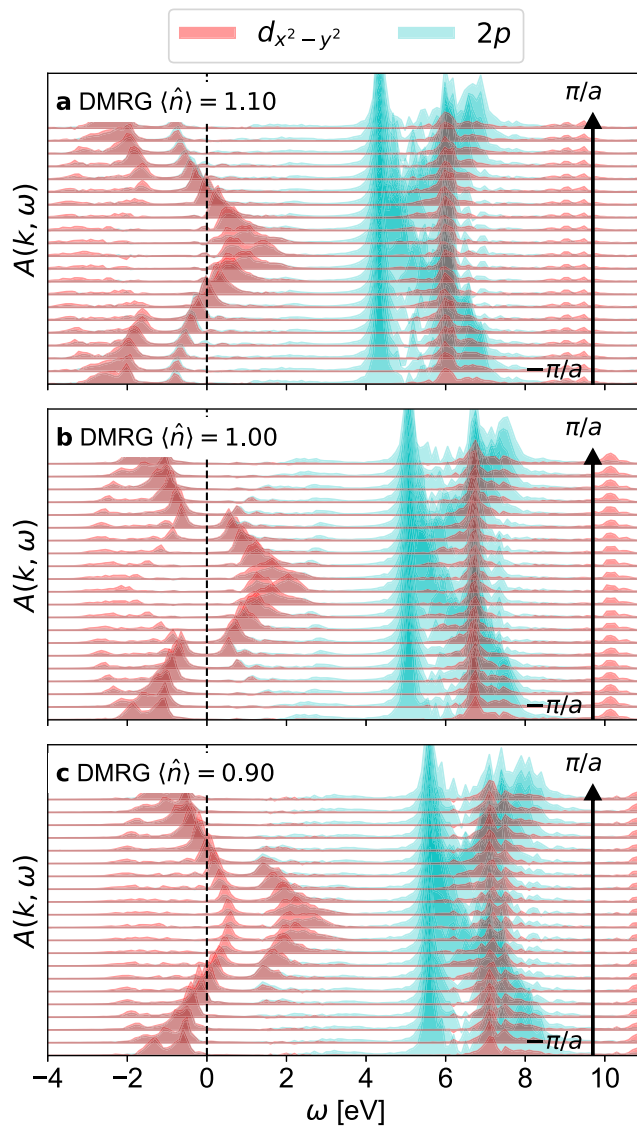 d_{x²−y²} 2p
a DMRG ⟨n̂⟩ = 1.10
π/a
A(k, ω)
−π/a
b DMRG ⟨n̂⟩ = 1.00
π/a
A(k, ω)
−π/a
c DMRG ⟨n̂⟩ = 0.90
π/a
A(k, ω)
−π/a
−4 −2 0 2 4 6 8 10
ω [eV]